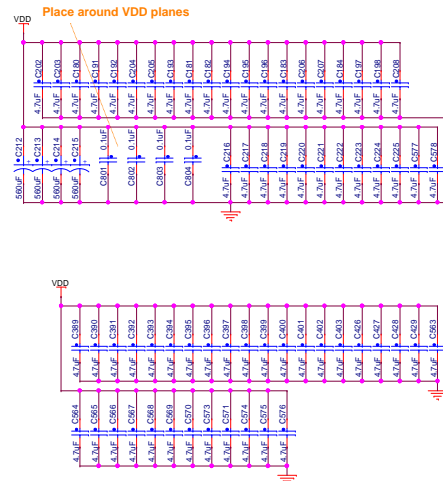 Place around VDD planes
VDD
C202 C203 C180 C191 C192 C204 C205 C193 C181 C182 C194 C195 C196 C183 C206 C207 C184 C197 C198 C208
4.7uF 4.7uF 4.7uF 4.7uF 4.7uF 4.7uF 4.7uF 4.7uF 4.7uF 4.7uF 4.7uF 4.7uF 4.7uF 4.7uF 4.7uF 4.7uF 4.7uF 4.7uF 4.7uF 4.7uF
C212 C213 C214 C215 0.1uF 0.1uF 0.1uF 0.1uF C216 C217 C218 C219 C220 C221 C222 C223 C224 C225 C577 C578
560uF 560uF 560uF 560uF C801 C802 C803 C804 4.7uF 4.7uF 4.7uF 4.7uF 4.7uF 4.7uF 4.7uF 4.7uF 4.7uF 4.7uF 4.7uF 4.7uF
VDD
C389 C390 C391 C392 C393 C394 C395 C396 C397 C398 C399 C400 C401 C402 C403 C426 C427 C428 C429 C563
4.7uF 4.7uF 4.7uF 4.7uF 4.7uF 4.7uF 4.7uF 4.7uF 4.7uF 4.7uF 4.7uF 4.7uF 4.7uF 4.7uF 4.7uF 4.7uF 4.7uF 4.7uF 4.7uF 4.7uF
C564 C565 C566 C567 C568 C569 C570 C573 C571 C574 C575 C576
4.7uF 4.7uF 4.7uF 4.7uF 4.7uF 4.7uF 4.7uF 4.7uF 4.7uF 4.7uF 4.7uF 4.7uF